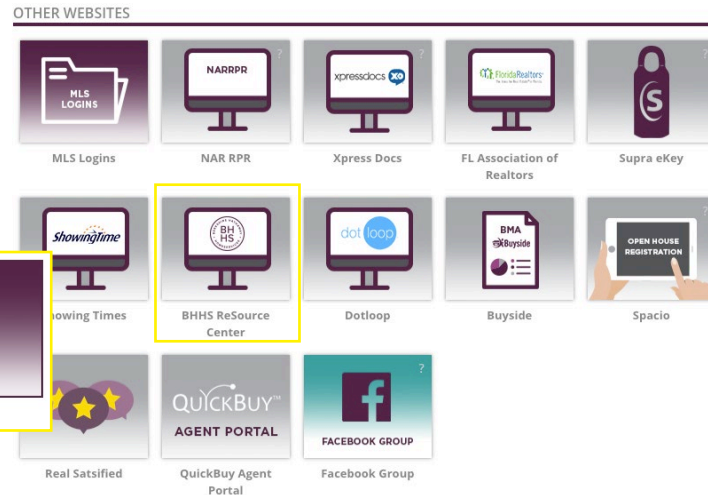 OTHER WEBSITES
MLS
LOGINS
NARRPR
?
xpressdocs XO
?
FloridaRealtors
?
MLS Logins
NAR RPR
Xpress Docs
FL Association of
Realtors
Supra eKey
ShowingTime
BH
HS
dot loop
BMA
Buyside
OPEN HOUSE
REGISTRATION
?
howing Times
BHHS ReSource
Center
Dotloop
Buyside
Spacio
QUICKBUY™
AGENT PORTAL
?
FACEBOOK GROUP
Real Satsified
QuickBuy Agent
Portal
Facebook Group